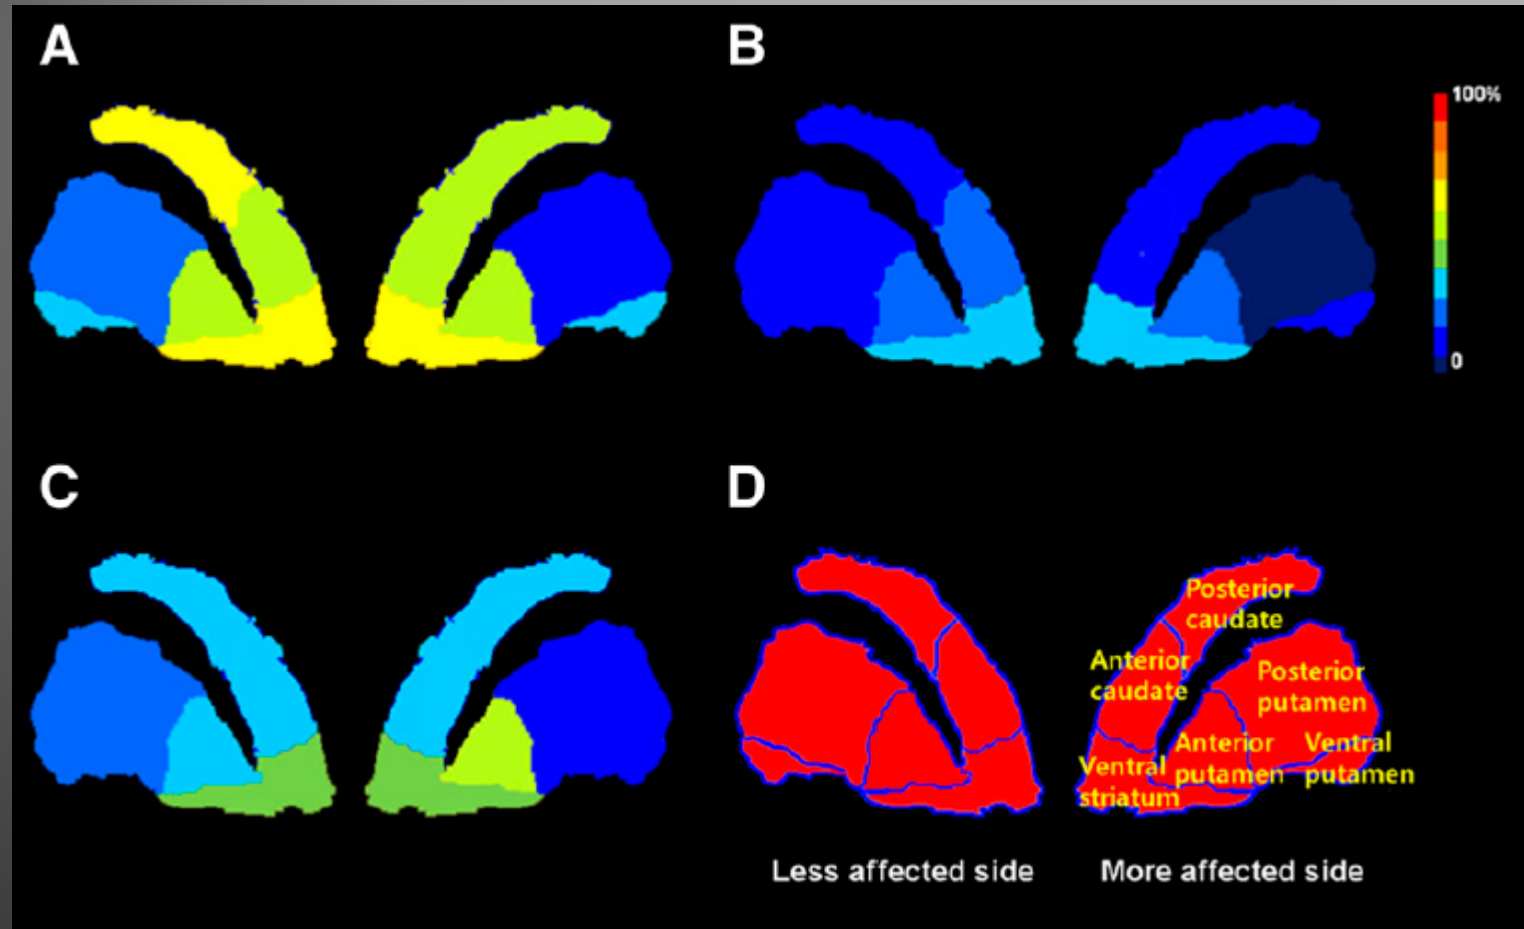 A
B
100%
0
C
D
Posterior
caudate
Anterior
caudate
Posterior
putamen
Anterior
putamen
Ventral
putamen
Ventral
striatum
Less affected side
More affected side